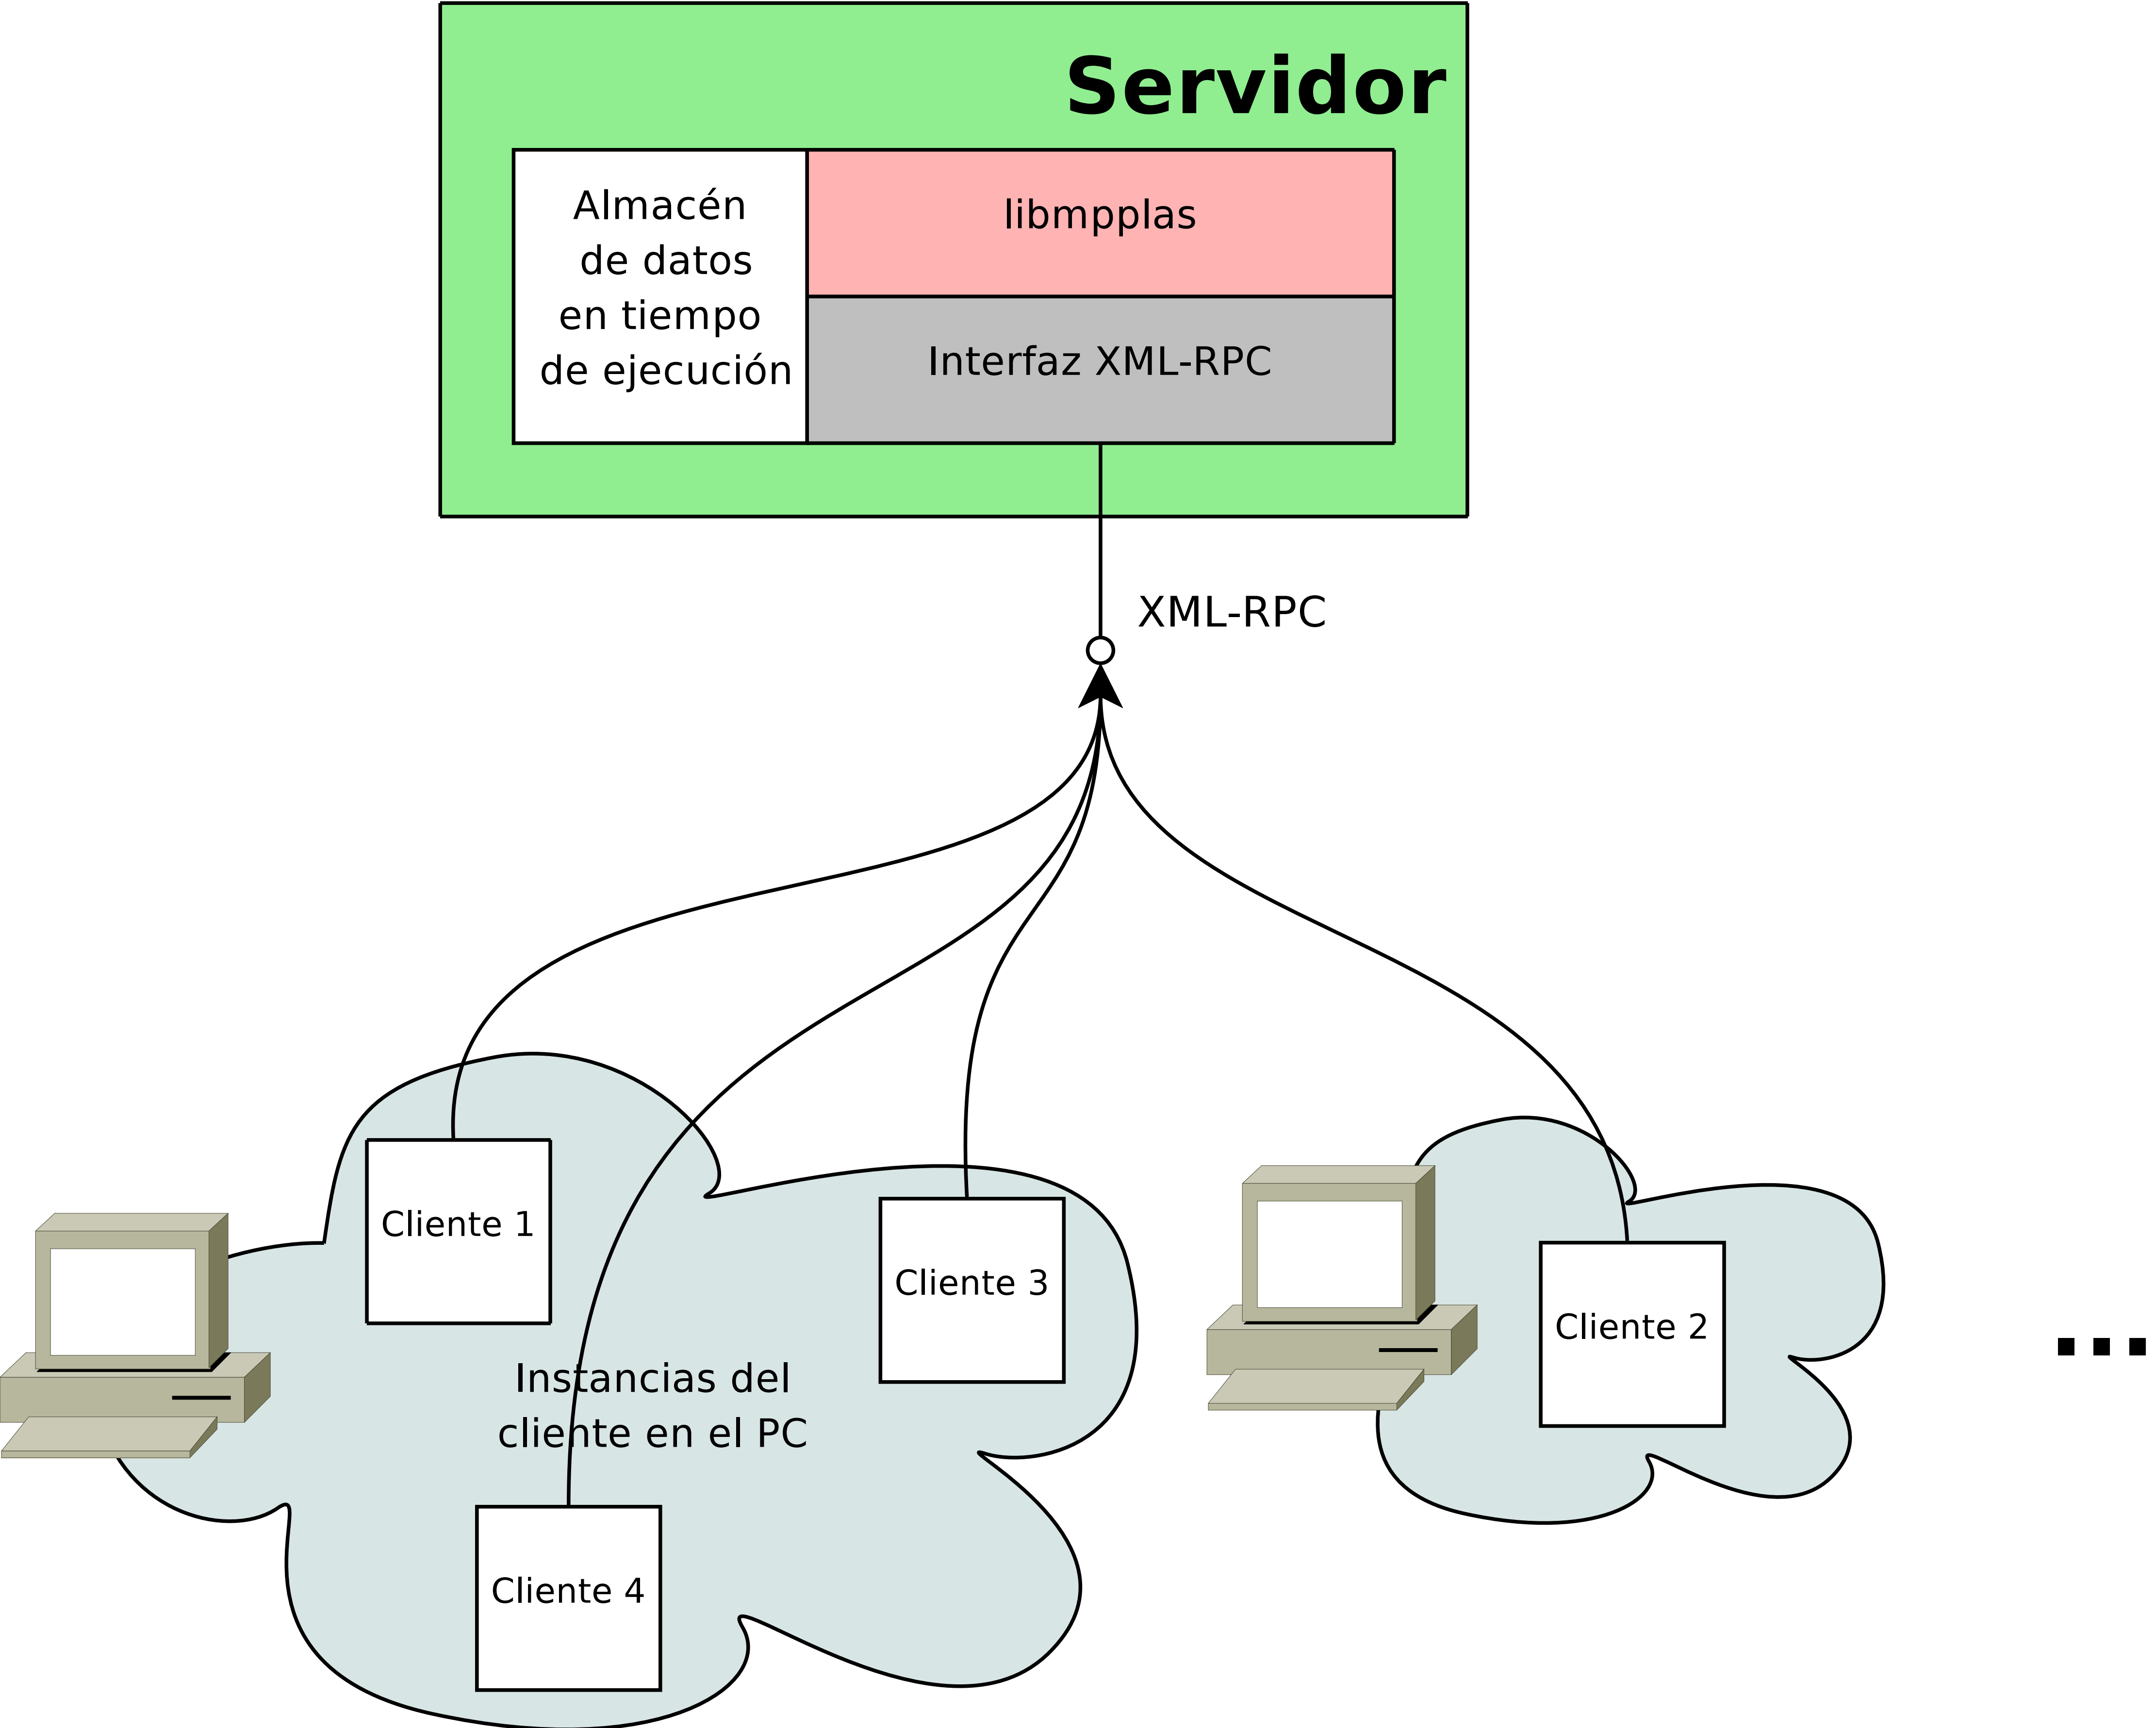 Servidor
Almacén
de datos
en tiempo
de ejecución
libmpplas
Interfaz XML-RPC
XML-RPC
Cliente 1
Cliente 3
Cliente 2
Instancias del
cliente en el PC
Cliente 4
...